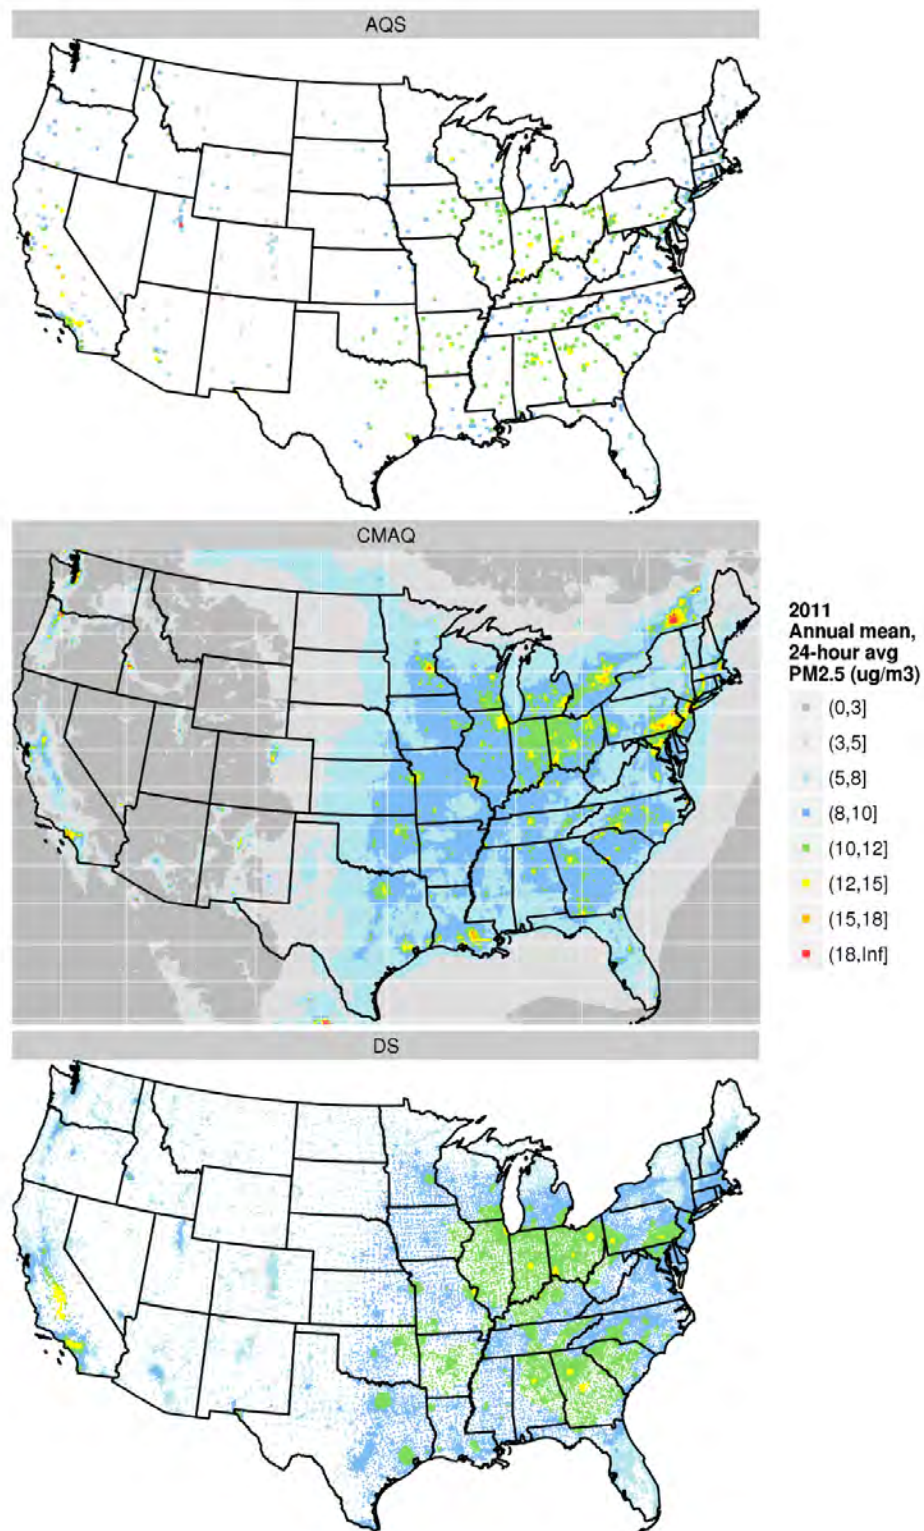 AQS
CMAQ
2011
Annual mean,
24-hour avg
PM2.5 (ug/m3)
(0,3]
(3,5]
(5,8]
(8,10]
(10,12]
(12,15]
(15,18]
(18,Inf]
DS